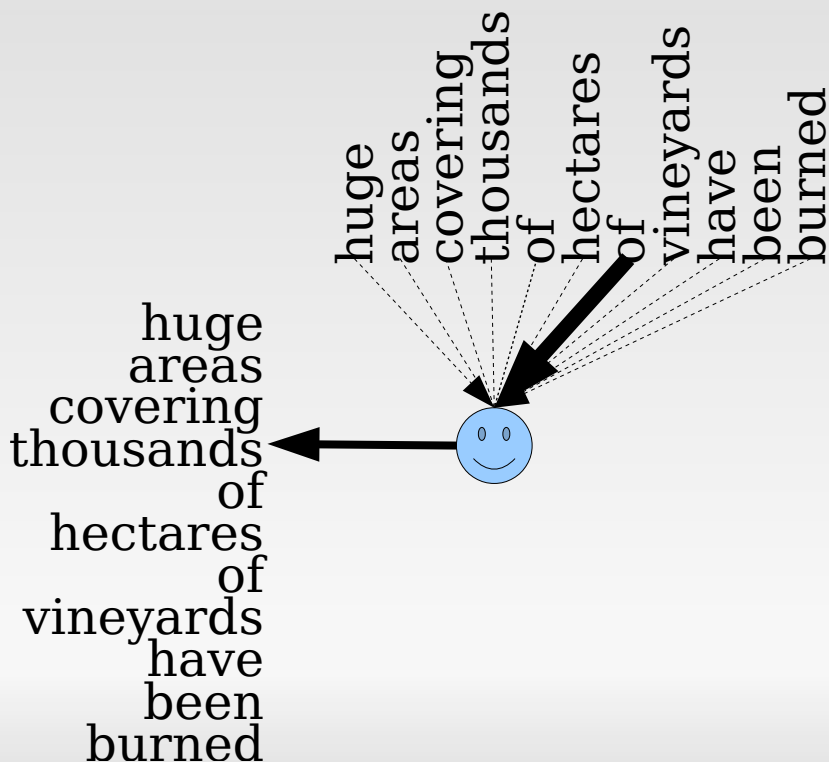 huge
areas
covering
thousands
of
hectares
of
vineyards
have
been
burned
huge
areas
covering
thousands
of
hectares
of
vineyards
have
been
burned